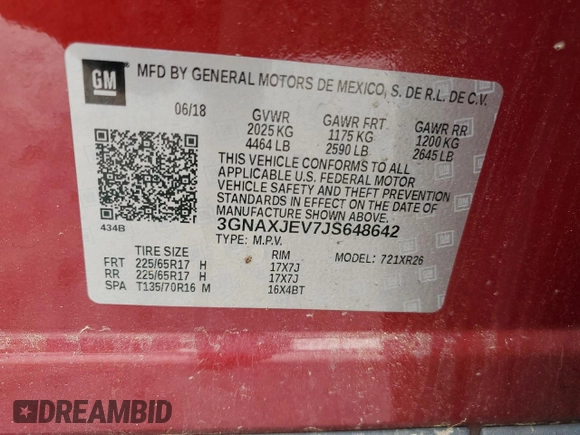 GM
MFD BY GENERAL MOTORS DE MEXICO, S. DE R.L. DE C.V.
06/18 GVWR GAWR FRT GAWR RR
2025 KG 1175 KG 1200 KG
4464 LB 2590 LB 2645 LB
THIS VEHICLE CONFORMS TO ALL
APPLICABLE U.S. FEDERAL MOTOR
VEHICLE SAFETY AND THEFT PREVENTION
STANDARDS IN EFFECT ON THE DATE OF
MANUFACTURE SHOWN ABOVE.
434B 3GNAXJEV7JS648642
TYPE: M.P.V. MODEL: 721XR26
TIRE SIZE RIM
FRT 225/65R17 H 17X7J
RR 225/65R17 H 17X7J
SPA T135/70R16 M 16X4BT
DREAMBID